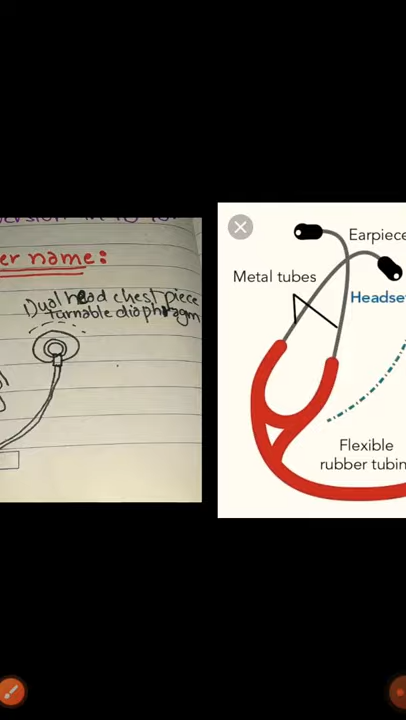 er name:
Dual head chest piece
turnable diaphragm
Earpiece
Metal tubes
Headse
Flexible
rubber tubin